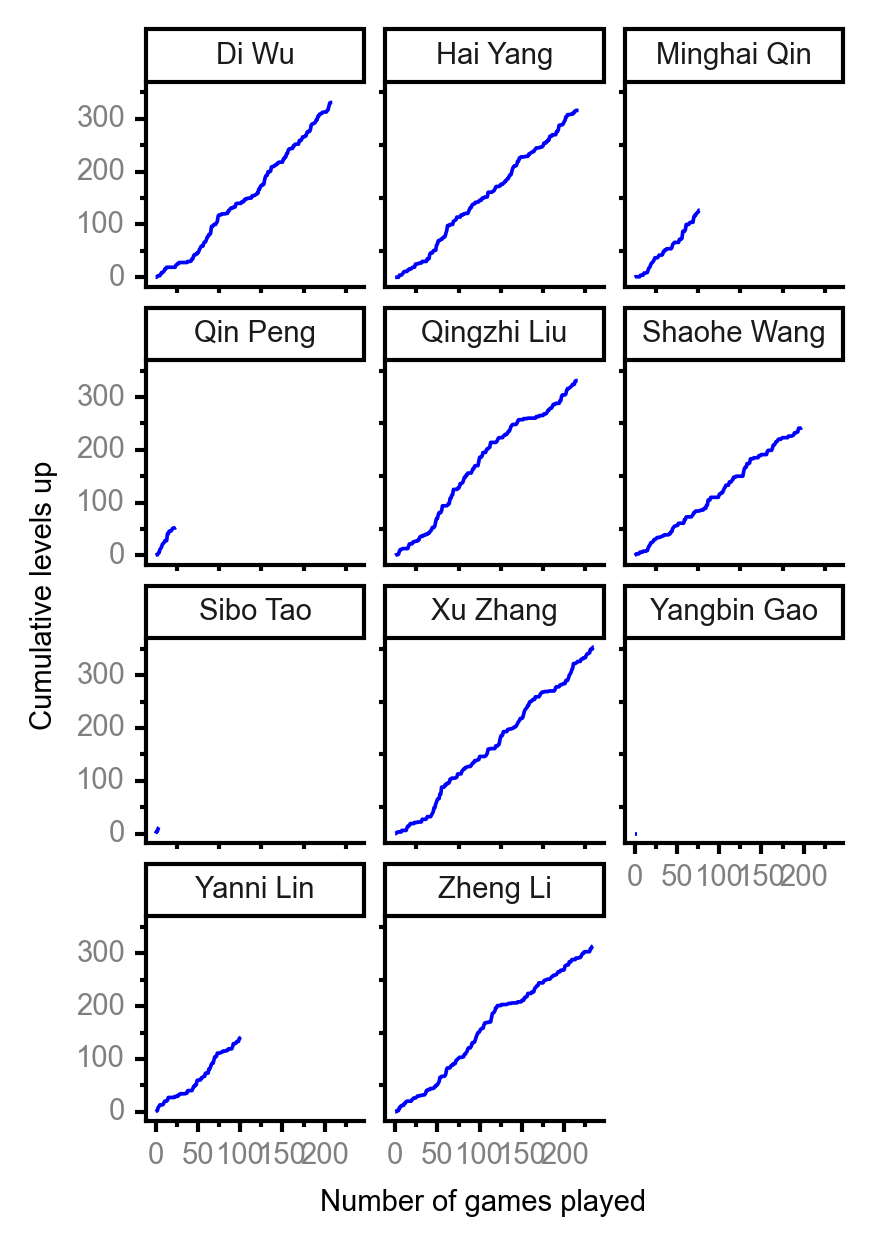 Di Wu Hai Yang Minghai Qin
300
200
100
0
Qin Peng Qingzhi Liu Shaohe Wang
300
200
100
0
Sibo Tao Xu Zhang Yangbin Gao
300
200
100
0
0 50 100 150 200
Yanni Lin Zheng Li
300
200
100
0
0 50 100 150 200 0 50 100 150 200
Number of games played
Cumulative levels up